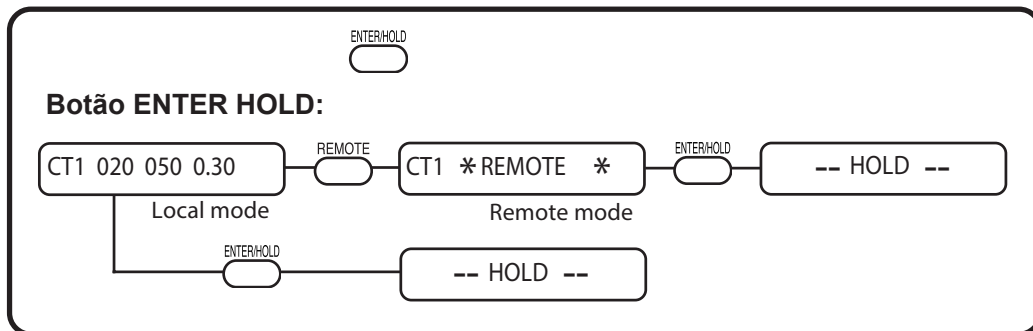 ENTER/HOLD
Botão ENTER HOLD:
CT1 020 050 0.30
REMOTE
CT1 * REMOTE *
ENTER/HOLD
-- HOLD --
Local mode
Remote mode
ENTER/HOLD
-- HOLD --